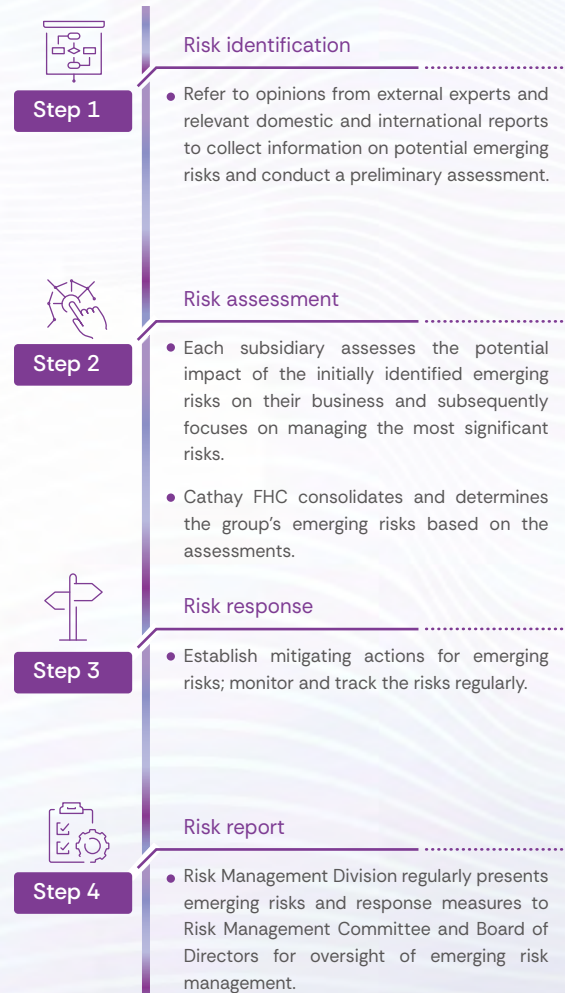 Risk identification
Step 1
• Refer to opinions from external experts and
relevant domestic and international reports
to collect information on potential emerging
risks and conduct a preliminary assessment.
Risk assessment
Step 2
• Each subsidiary assesses the potential
impact of the initially identified emerging
risks on their business and subsequently
focuses on managing the most significant
risks.
• Cathay FHC consolidates and determines
the group's emerging risks based on the
assessments.
Risk response
Step 3
• Establish mitigating actions for emerging
risks; monitor and track the risks regularly.
Risk report
Step 4
• Risk Management Division regularly presents
emerging risks and response measures to
Risk Management Committee and Board of
Directors for oversight of emerging risk
management.